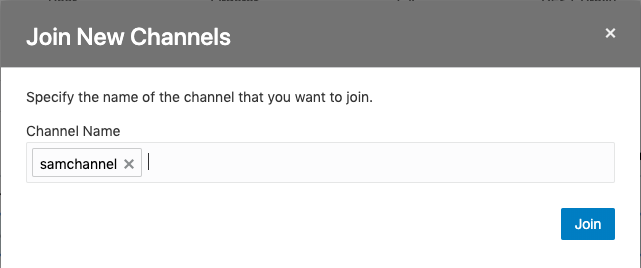 Join New Channels
Specify the name of the channel that you want to join.
Channel Name
samchannel
Join